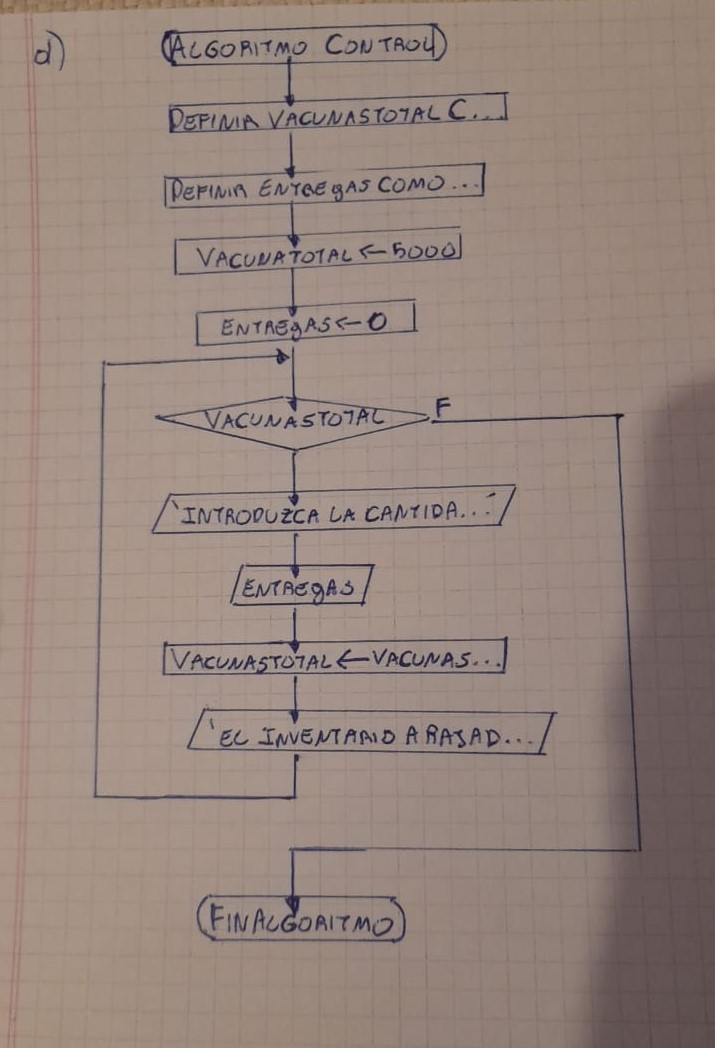 d)
ALGORITMO CONTROL
DEFINIR VACUNASTOTAL C...
DEFINIR ENTREGAS COMO...
VACUNATOTAL ← 5000
ENTREGAS ← 0
VACUNASTOTAL
F
'INTRODUZCA LA CANTIDA...'
ENTREGAS
VACUNASTOTAL ← VACUNAS...
'EL INVENTARIO A BAJAD...
FINALGORITMO